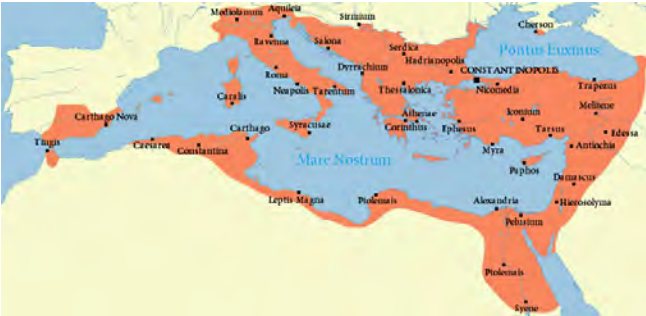 Aquileia
Mediolanum
Sirmium
Cherson
Ravenna
Salona
Serdica
Pontus Euxinus
Hadrianopolis
Roma
Dyrrachium
CONSTANTINOPOLIS
Neapolis
Tarentum
Thessalonica
Nicomedia
Trapezus
Caralis
Melitene
Carthago Nova
Iconium
Carthago
Syracusae
Athenae
Corinthus
Ephesus
Tarsus
Edessa
Tingis
Caesarea
Constantina
Myra
Antiochia
Mare Nostrum
Paphos
Damascus
Leptis Magna
Ptolemais
Alexandria
Hierosolyma
Pelusium
Ptolemais
Syene